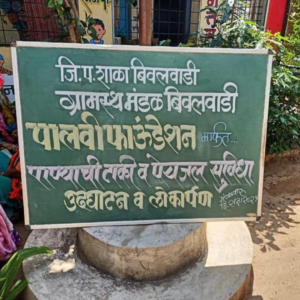 जि.प.शाळा बिवलवाडी
ग्रामस्थ मंडळ बिवलवाडी
पालवी फाऊंडेशन मार्फत...
पाण्याची टाकी व पेयजल सुविधा
उद्घाटन व लोकार्पण